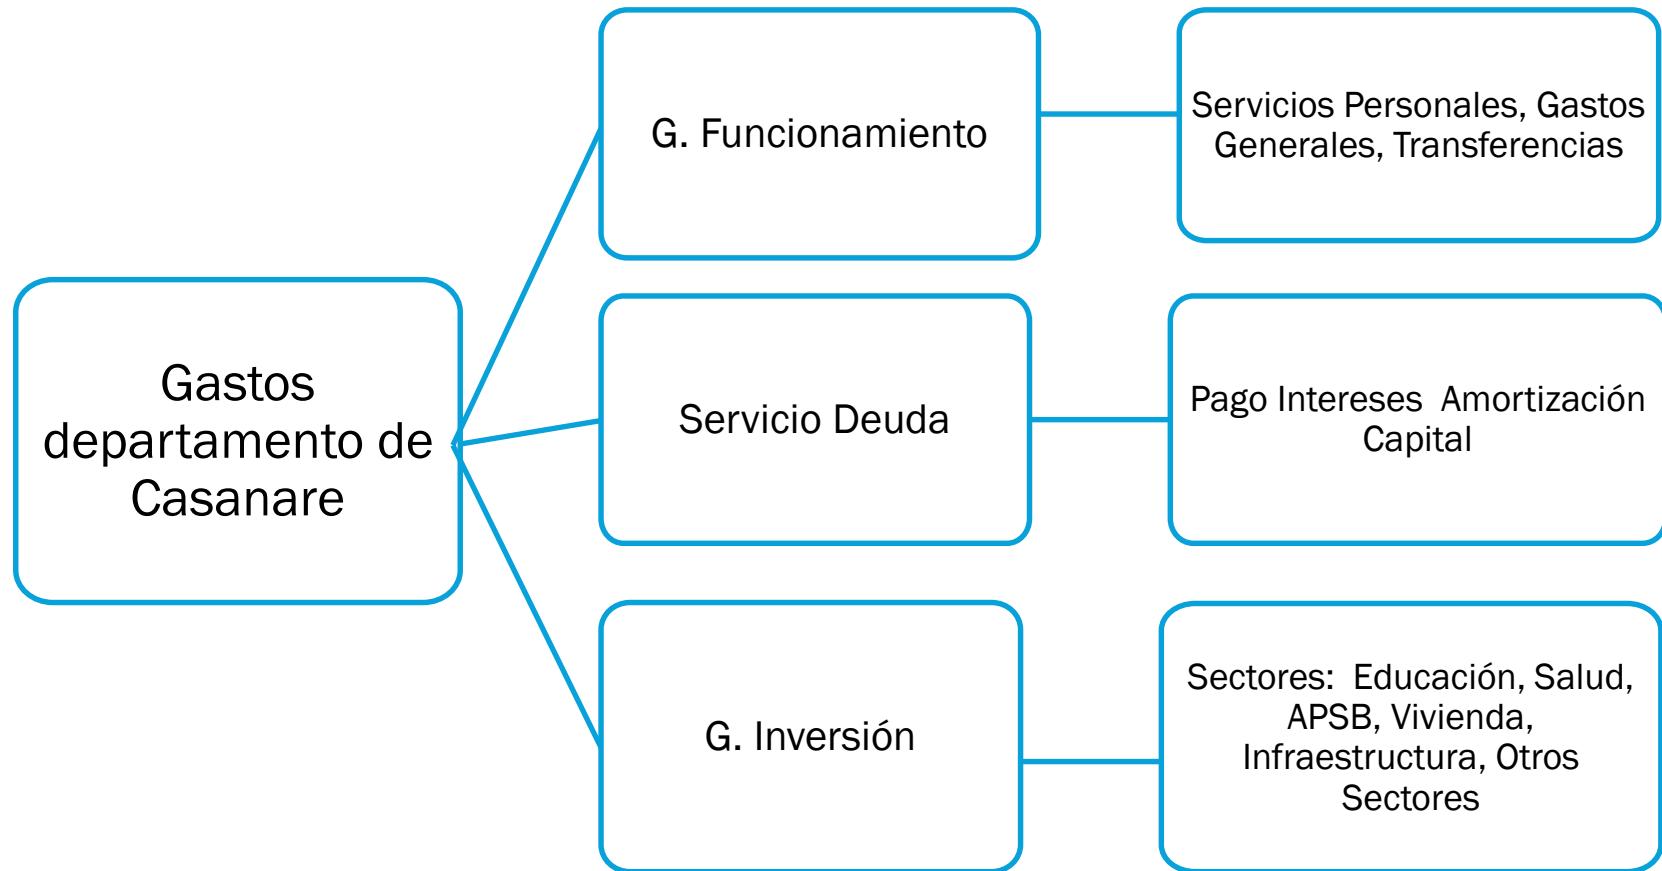 Gastos
departamento de
Casanare
G. Funcionamiento
Servicios Personales, Gastos
Generales, Transferencias
Servicio Deuda
Pago Intereses  Amortización
Capital
G. Inversión
Sectores:  Educación, Salud,
APSB, Vivienda,
Infraestructura, Otros
Sectores